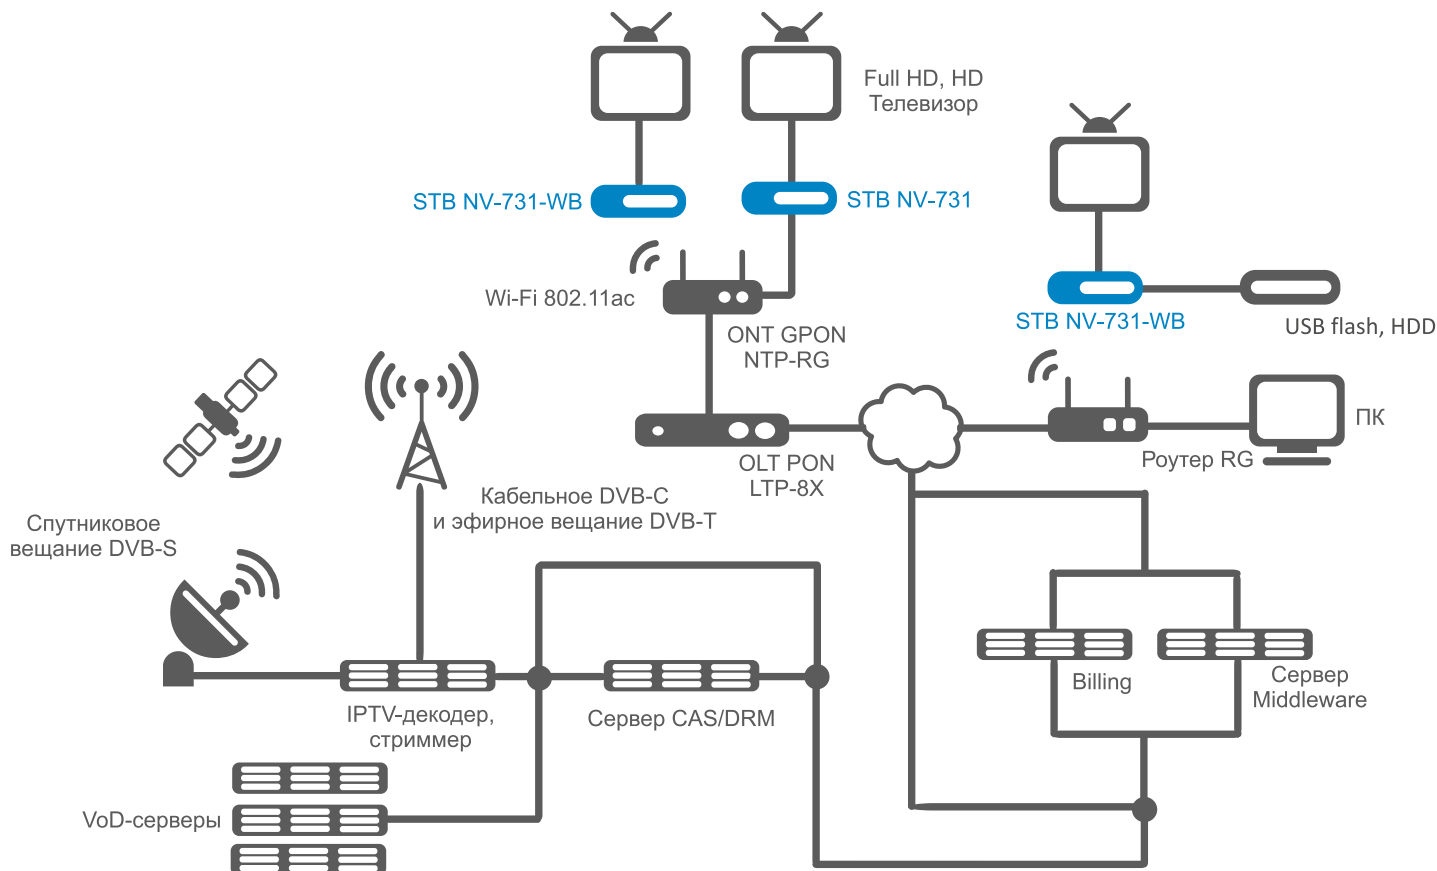 Full HD, HD
Телевизор
STB NV-731-WB
STB NV-731
Wi-Fi 802.11ac
ONT GPON
NTP-RG
STB NV-731-WB
USB flash, HDD
ПК
Роутер RG
OLT PON
LTP-8X
Кабельное DVB-C
и эфирное вещание DVB-T
Спутниковое
вещание DVB-S
IPTV-декодер,
стриммер
Сервер CAS/DRM
Billing
Сервер
Middleware
VoD-серверы